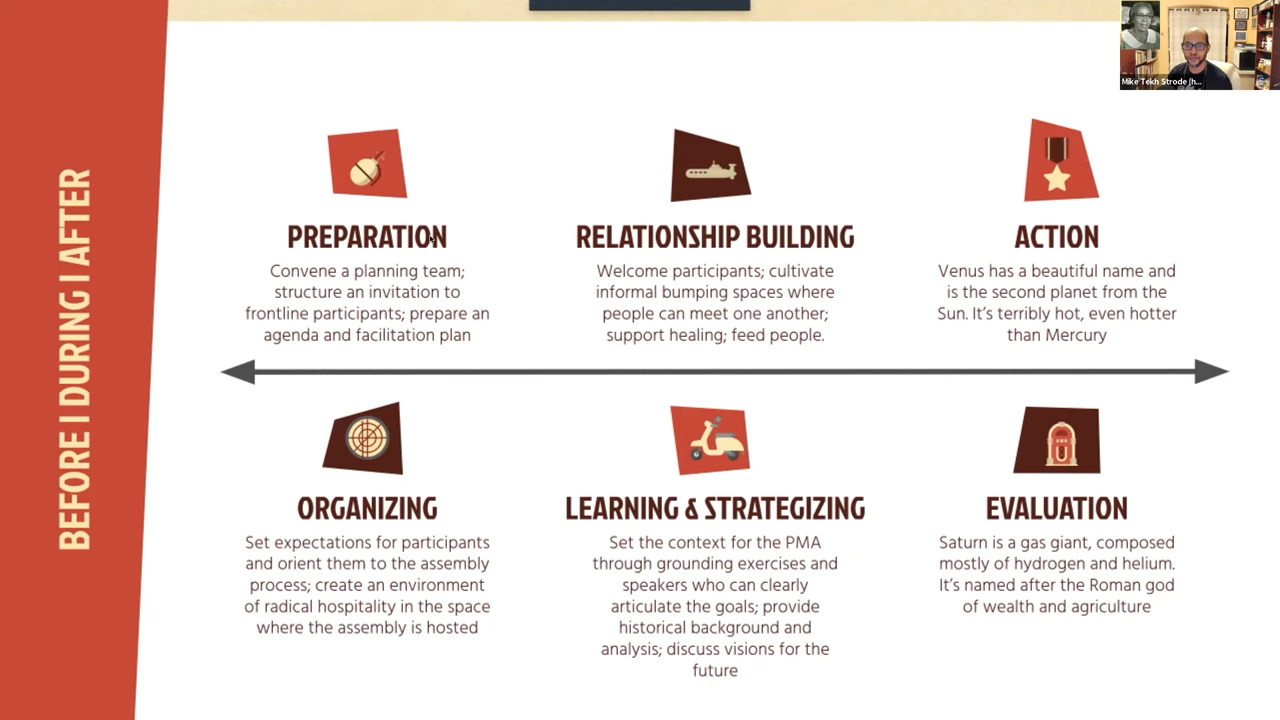 BEFORE I DURING I AFTER
PREPARATION
Convene a planning team;
structure an invitation to
frontline participants; prepare an
agenda and facilitation plan
RELATIONSHIP BUILDING
Welcome participants; cultivate
informal bumping spaces where
people can meet one another;
support healing; feed people.
ACTION
Venus has a beautiful name and
is the second planet from the
Sun. It’s terribly hot, even hotter
than Mercury
ORGANIZING
Set expectations for participants
and orient them to the assembly
process; create an environment
of radical hospitality in the space
where the assembly is hosted
LEARNING & STRATEGIZING
Set the context for the PMA
through grounding exercises and
speakers who can clearly
articulate the goals; provide
historical background and
analysis; discuss visions for the
future
EVALUATION
Saturn is a gas giant, composed
mostly of hydrogen and helium.
It’s named after the Roman god
of wealth and agriculture
Mike Tekh Strode (h...